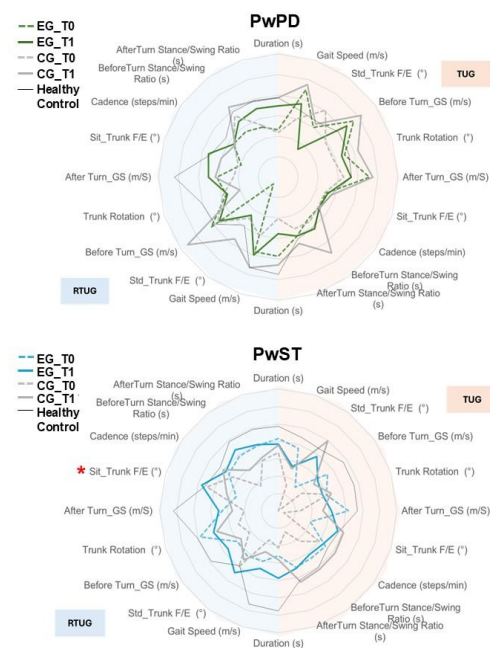 PwPD
EG_T0
EG_T1
CG_T0
CG_T1
Healthy
Control
TUG
RTUG
Duration (s)
Gait Speed (m/s)
Std_Trunk F/E (°)
Before Turn_GS (m/s)
Trunk Rotation (°)
After Turn_GS (m/S)
Sit_Trunk F/E (°)
Cadence (steps/min)
BeforeTurn Stance/Swing
Ratio (s)
AfterTurn Stance/Swing Ratio
(s)
Duration (s)
Gait Speed (m/s)
Std_Trunk F/E (°)
Before Turn_GS (m/s)
Trunk Rotation (°)
After Turn_GS (m/S)
Sit_Trunk F/E (°)
Cadence (steps/min)
BeforeTurn Stance/Swing
Ratio (s)
AfterTurn Stance/Swing Ratio
(s)
PwST
EG_T0
EG_T1
CG_T0
CG_T1
Healthy
Control
TUG
RTUG
Duration (s)
Gait Speed (m/s)
Std_Trunk F/E (°)
Before Turn_GS (m/s)
Trunk Rotation (°)
After Turn_GS (m/S)
Sit_Trunk F/E (°)
Cadence (steps/min)
BeforeTurn Stance/Swing
Ratio (s)
AfterTurn Stance/Swing Ratio
(s)
Duration (s)
Gait Speed (m/s)
Std_Trunk F/E (°)
Before Turn_GS (m/s)
Trunk Rotation (°)
After Turn_GS (m/S)
* Sit_Trunk F/E (°)
Cadence (steps/min)
BeforeTurn Stance/Swing
Ratio (s)
AfterTurn Stance/Swing Ratio
(s)